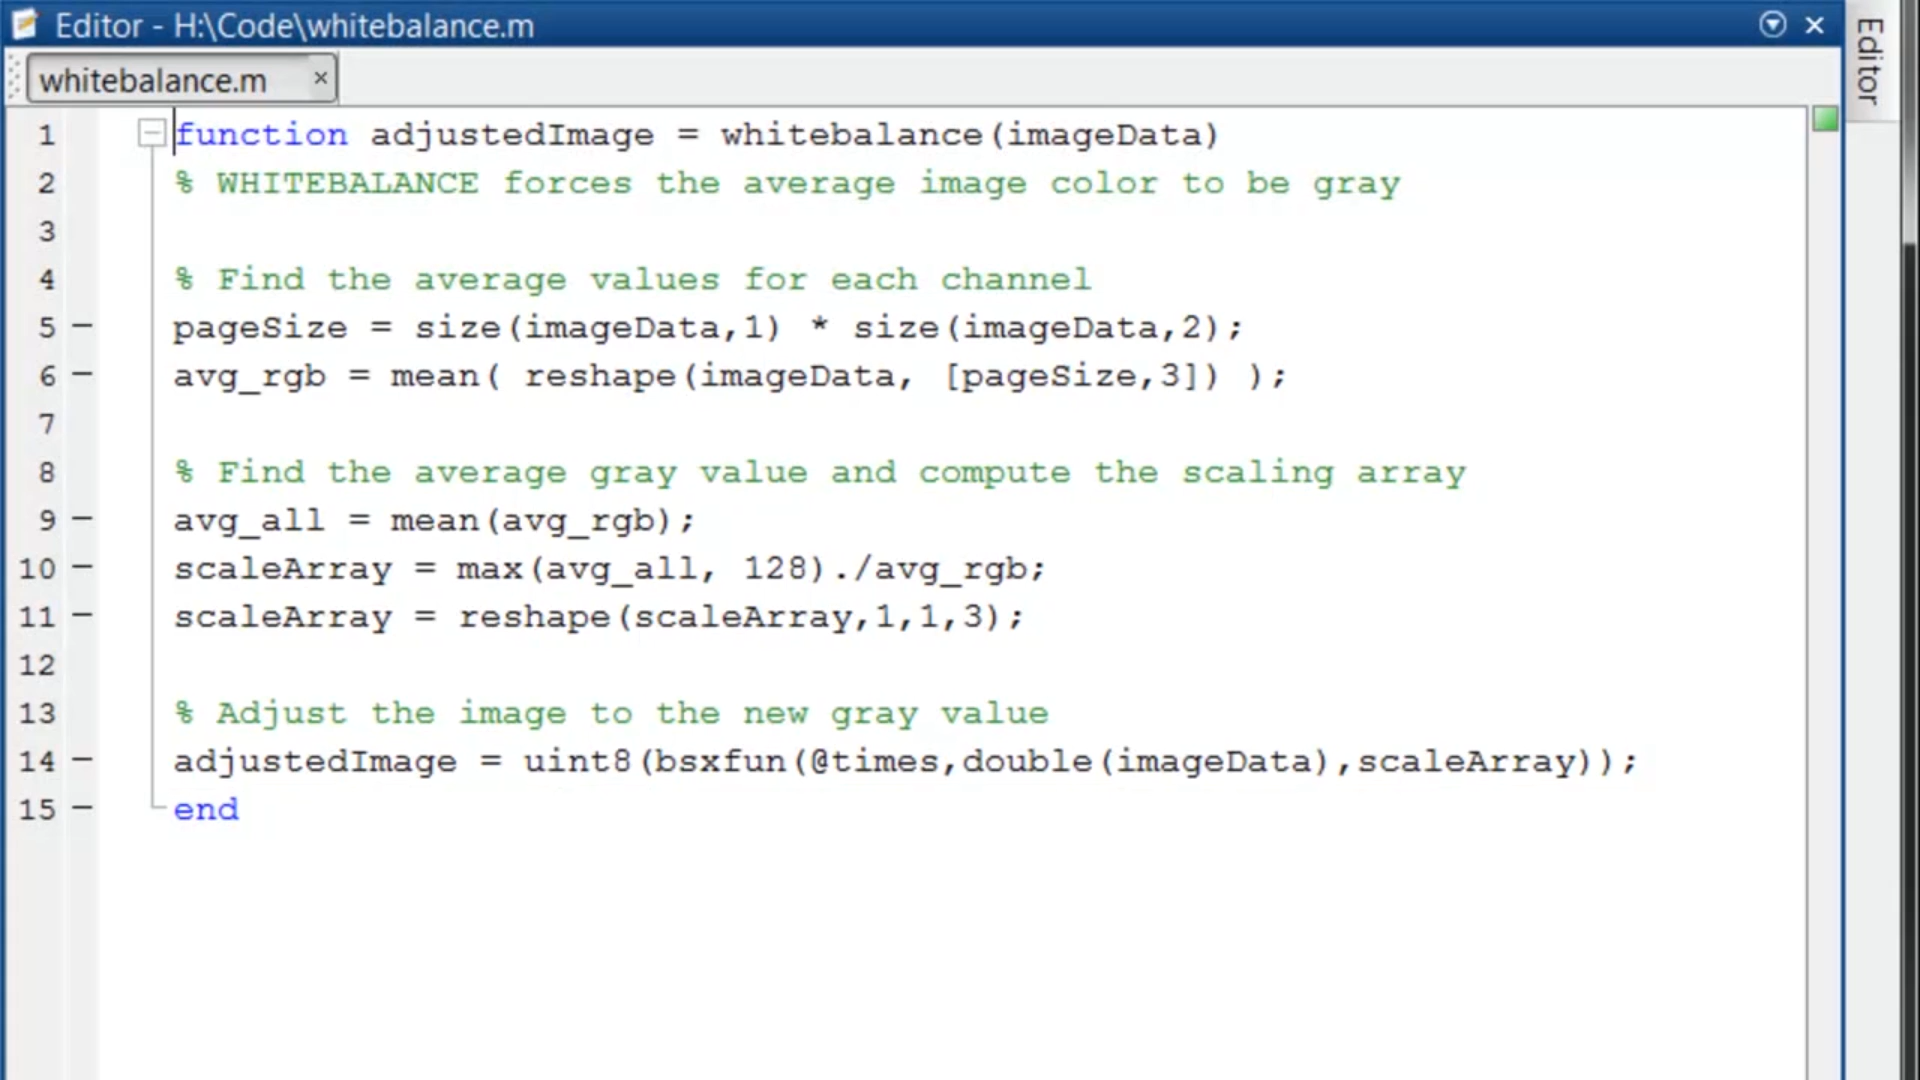 Editor - H:\Code\whitebalance.m
Editor
whitebalance.m ×
1 function adjustedImage = whitebalance(imageData)
2 % WHITEBALANCE forces the average image color to be gray
3
4 % Find the average values for each channel
5 – pageSize = size(imageData,1) * size(imageData,2);
6 – avg_rgb = mean( reshape(imageData, [pageSize,3]) );
7
8 % Find the average gray value and compute the scaling array
9 – avg_all = mean(avg_rgb);
10 – scaleArray = max(avg_all, 128)./avg_rgb;
11 – scaleArray = reshape(scaleArray,1,1,3);
12
13 % Adjust the image to the new gray value
14 – adjustedImage = uint8(bsxfun(@times,double(imageData),scaleArray));
15 – end